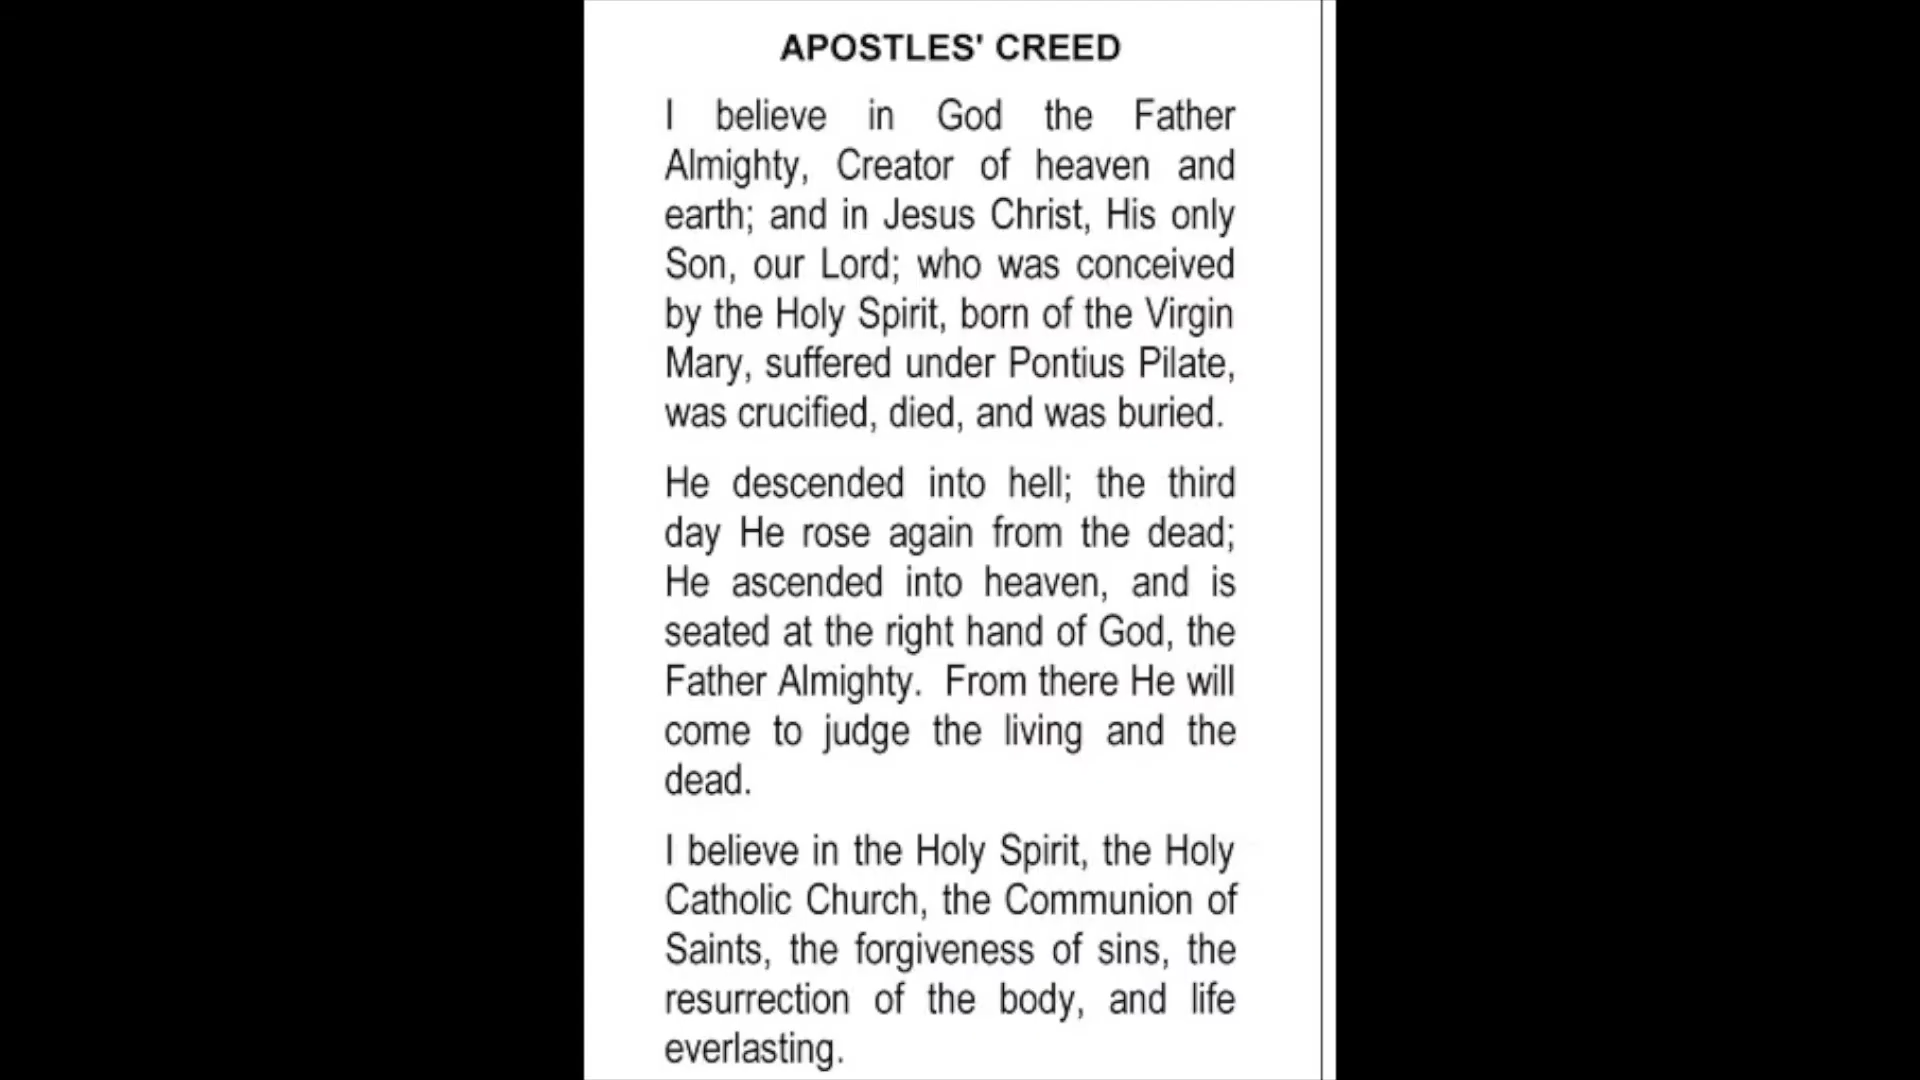 APOSTLES' CREED
I believe in God the Father
Almighty, Creator of heaven and
earth; and in Jesus Christ, His only
Son, our Lord; who was conceived
by the Holy Spirit, born of the Virgin
Mary, suffered under Pontius Pilate,
was crucified, died, and was buried.
He descended into hell; the third
day He rose again from the dead;
He ascended into heaven, and is
seated at the right hand of God, the
Father Almighty.  From there He will
come to judge the living and the
dead.
I believe in the Holy Spirit, the Holy
Catholic Church, the Communion of
Saints, the forgiveness of sins, the
resurrection of the body, and life
everlasting.